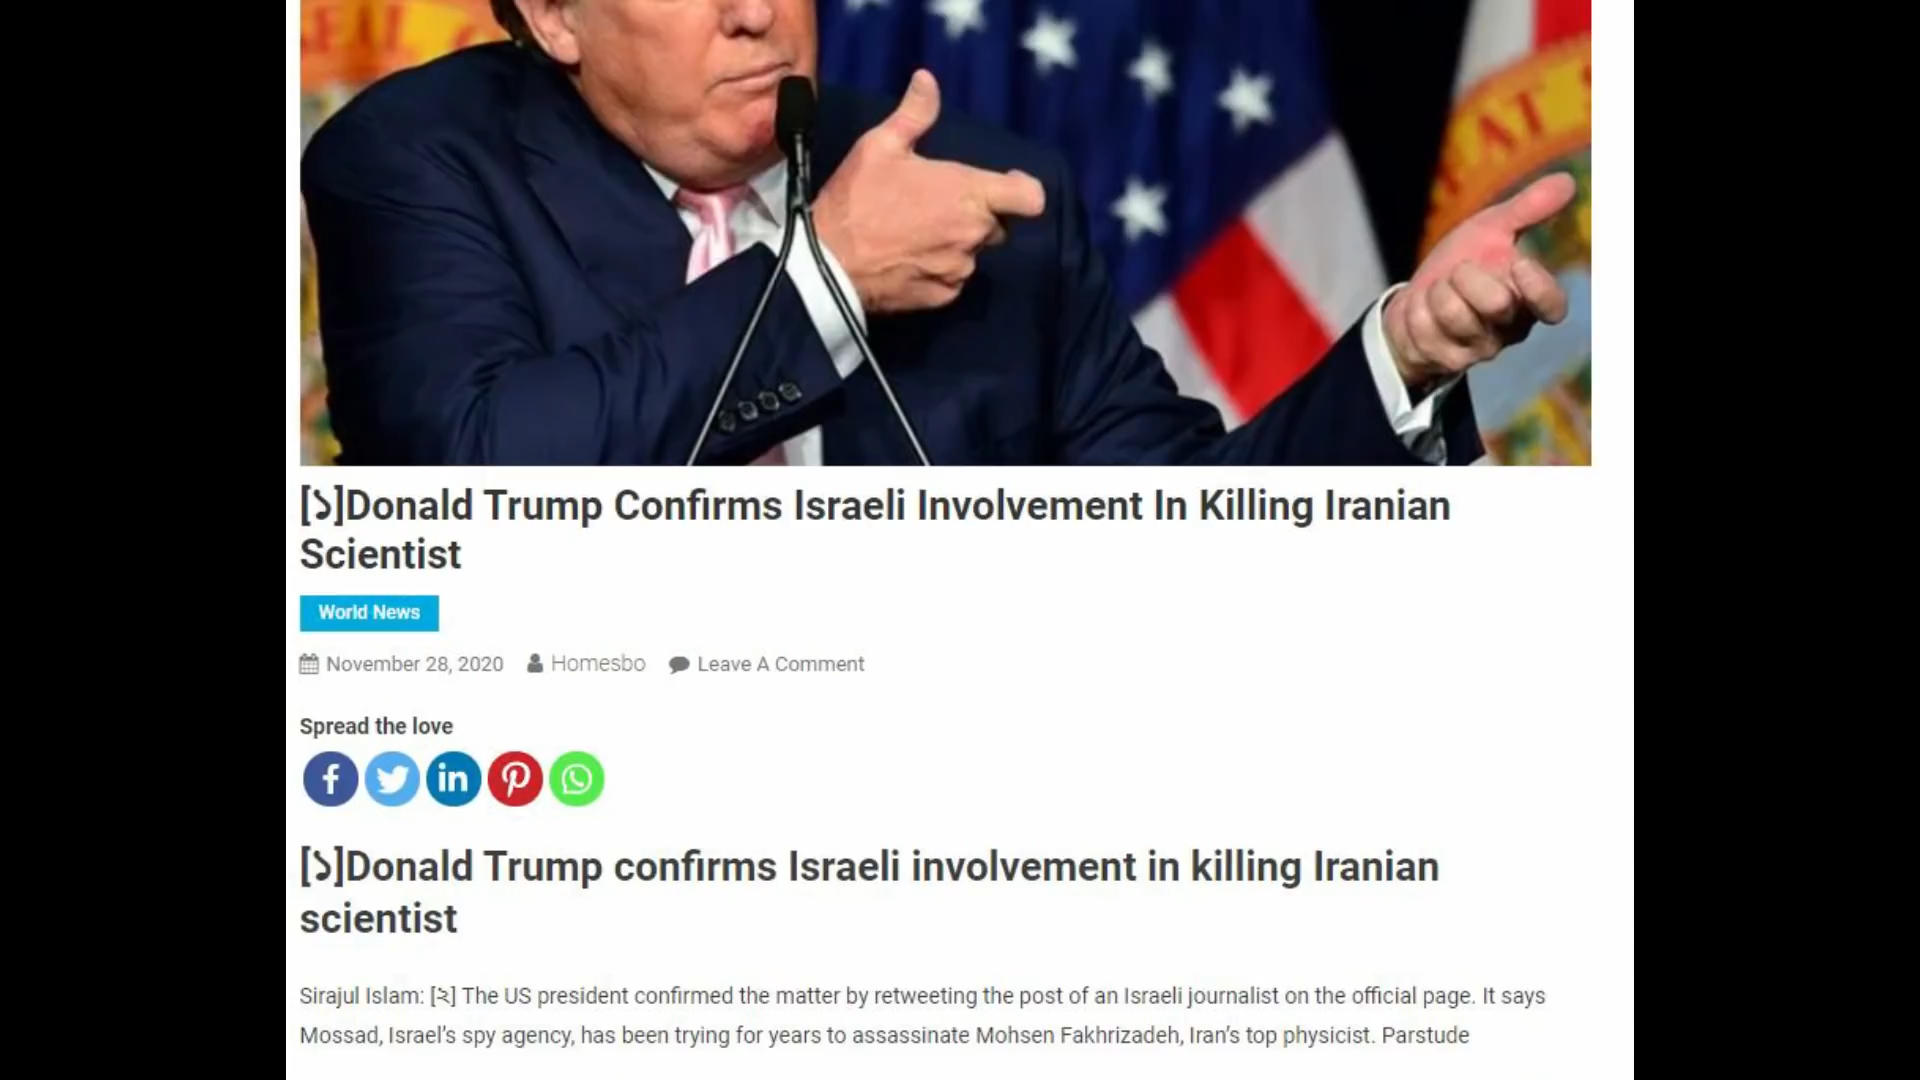 SEAL O
EAT S
[১]Donald Trump Confirms Israeli Involvement In Killing Iranian
Scientist
World News
November 28, 2020 Homesbo Leave A Comment
Spread the love
[১]Donald Trump confirms Israeli involvement in killing Iranian
scientist
Sirajul Islam: [২] The US president confirmed the matter by retweeting the post of an Israeli journalist on the official page. It says
Mossad, Israel’s spy agency, has been trying for years to assassinate Mohsen Fakhrizadeh, Iran’s top physicist. Parstude